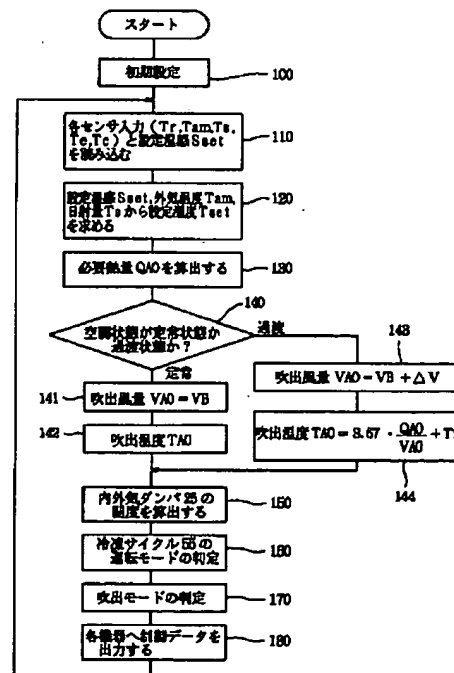 スタート
初期設定
100
各センサ入力（Tr,Tam,Ts,
Te,Tc）と設定温感Sset
を読み込む
110
設定温感Sset,外気温度Tam,
日射量Tsから設定温度Tset
を求める
120
必要熱量QAOを算出する
130
140
空調状態が定常状態か
過渡状態か？
過渡
定常
141
吹出風量 VAO＝VB
142
吹出温度TAO
143
吹出風量 VAO＝VB＋△V
吹出温度TAO＝3.57・QAO/VAO＋T
144
内外気ダンパ25の
開度を算出する
150
冷凍サイクル55の
運転モードの判定
160
吹出モードの判定
170
各機器へ制御データを
出力する
180